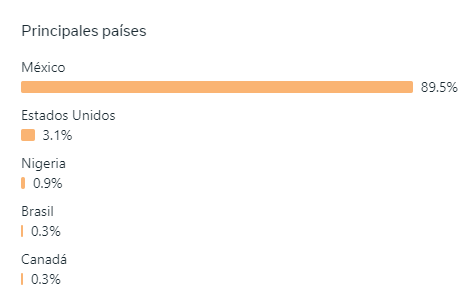 Principales países
México
89.5%
Estados Unidos
3.1%
Nigeria
0.9%
Brasil
0.3%
Canadá
0.3%